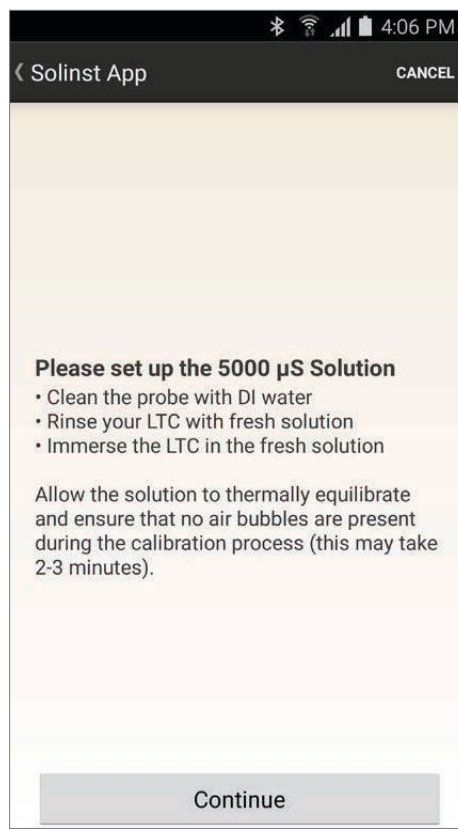 4:06 PM
Solinst App CANCEL
Please set up the 5000 µS Solution
• Clean the probe with DI water
• Rinse your LTC with fresh solution
• Immerse the LTC in the fresh solution
Allow the solution to thermally equilibrate
and ensure that no air bubbles are present
during the calibration process (this may take
2-3 minutes).
Continue